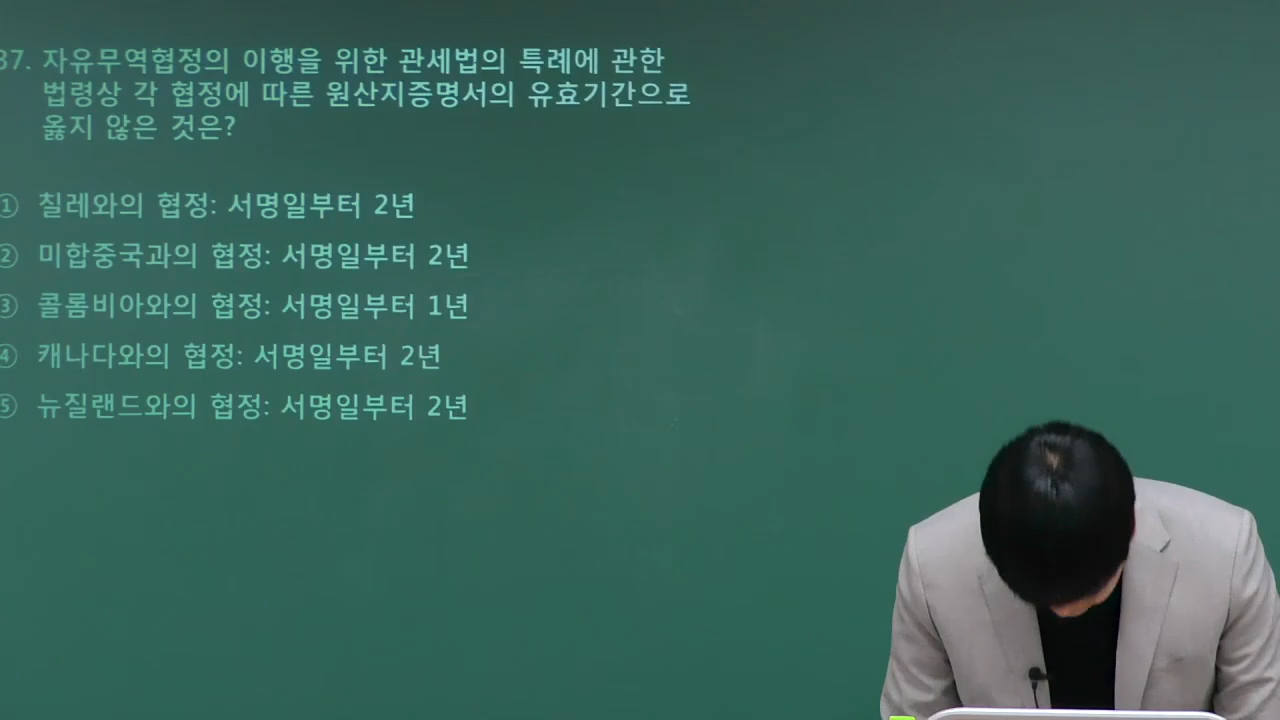 37. 자유무역협정의 이행을 위한 관세법의 특례에 관한
법령상 각 협정에 따른 원산지증명서의 유효기간으로
옳지 않은 것은?
① 칠레와의 협정: 서명일부터 2년
② 미합중국과의 협정: 서명일부터 2년
③ 콜롬비아와의 협정: 서명일부터 1년
④ 캐나다와의 협정: 서명일부터 2년
⑤ 뉴질랜드와의 협정: 서명일부터 2년